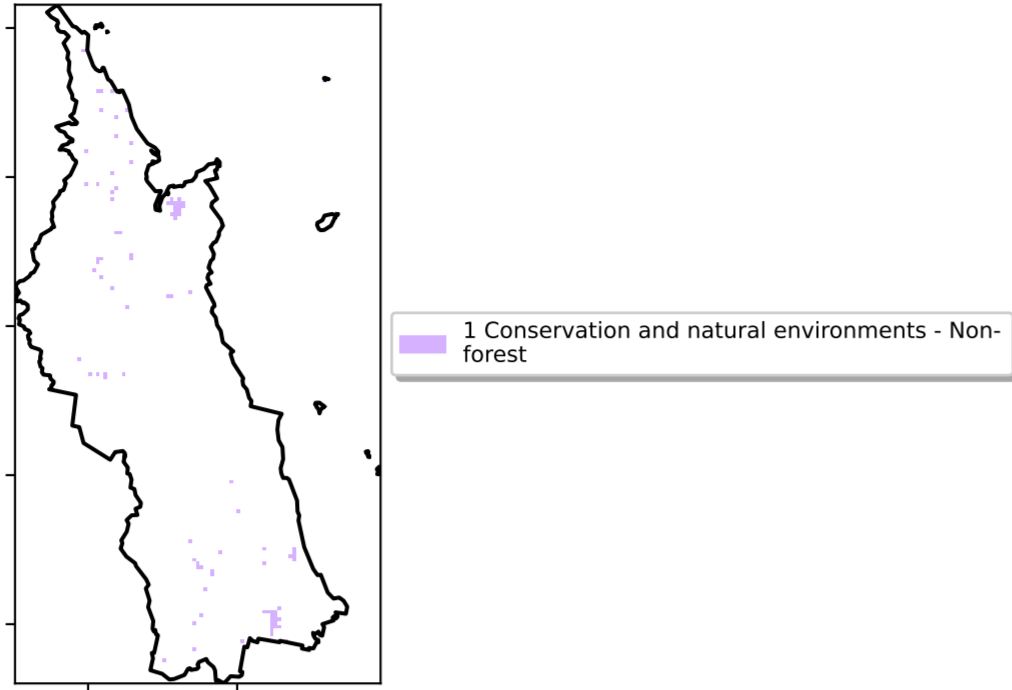 1 Conservation and natural environments - Non-
forest